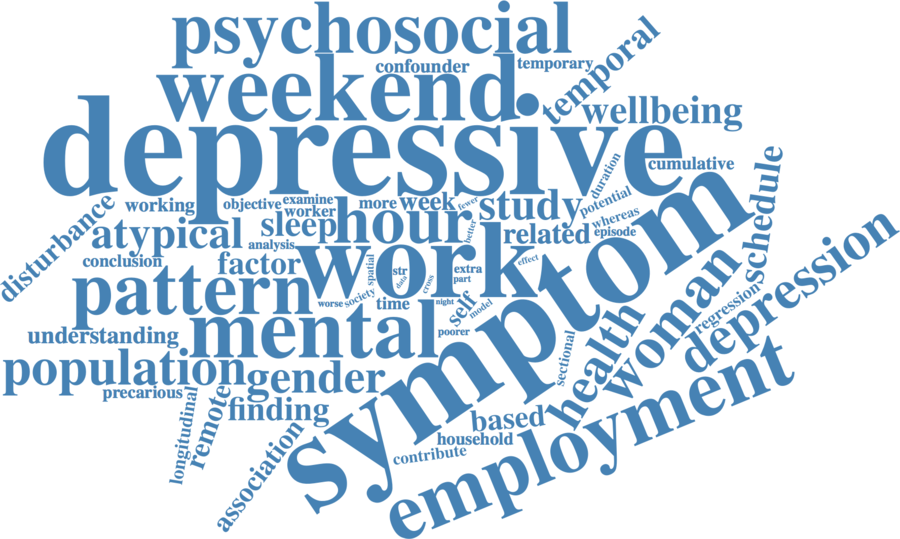 psychosocial
confounder
temporary
temporal
weekend
wellbeing
depressive
cumulative
duration
potential
schedule
disturbance
working
objective
examine
worker
more
week
fewer
study
whereas
episode
atypical
sleep
hour
better
related
analysis
conclusion
factor
work
spatial
str
data
cross
extra
part
effect
symptom
woman
depression
regression
pattern
worse
society
time
night
self
model
understanding
mental
poorer
sectional
health
population
precarious
gender
employment
longitudinal
remote
finding
based
household
contribute
association